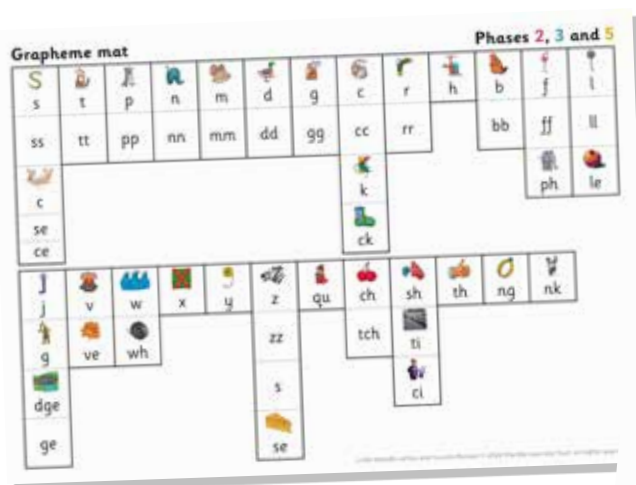 Grapheme mat
Phases 2, 3 and 5
s t p n m d g c r h b f l
ss tt pp nn mm dd gg cc rr bb ff ll
c k ph le
se ck
ce
j v w x y z qu ch sh th ng nk
g ve wh zz tch ti
dge s ci
ge se